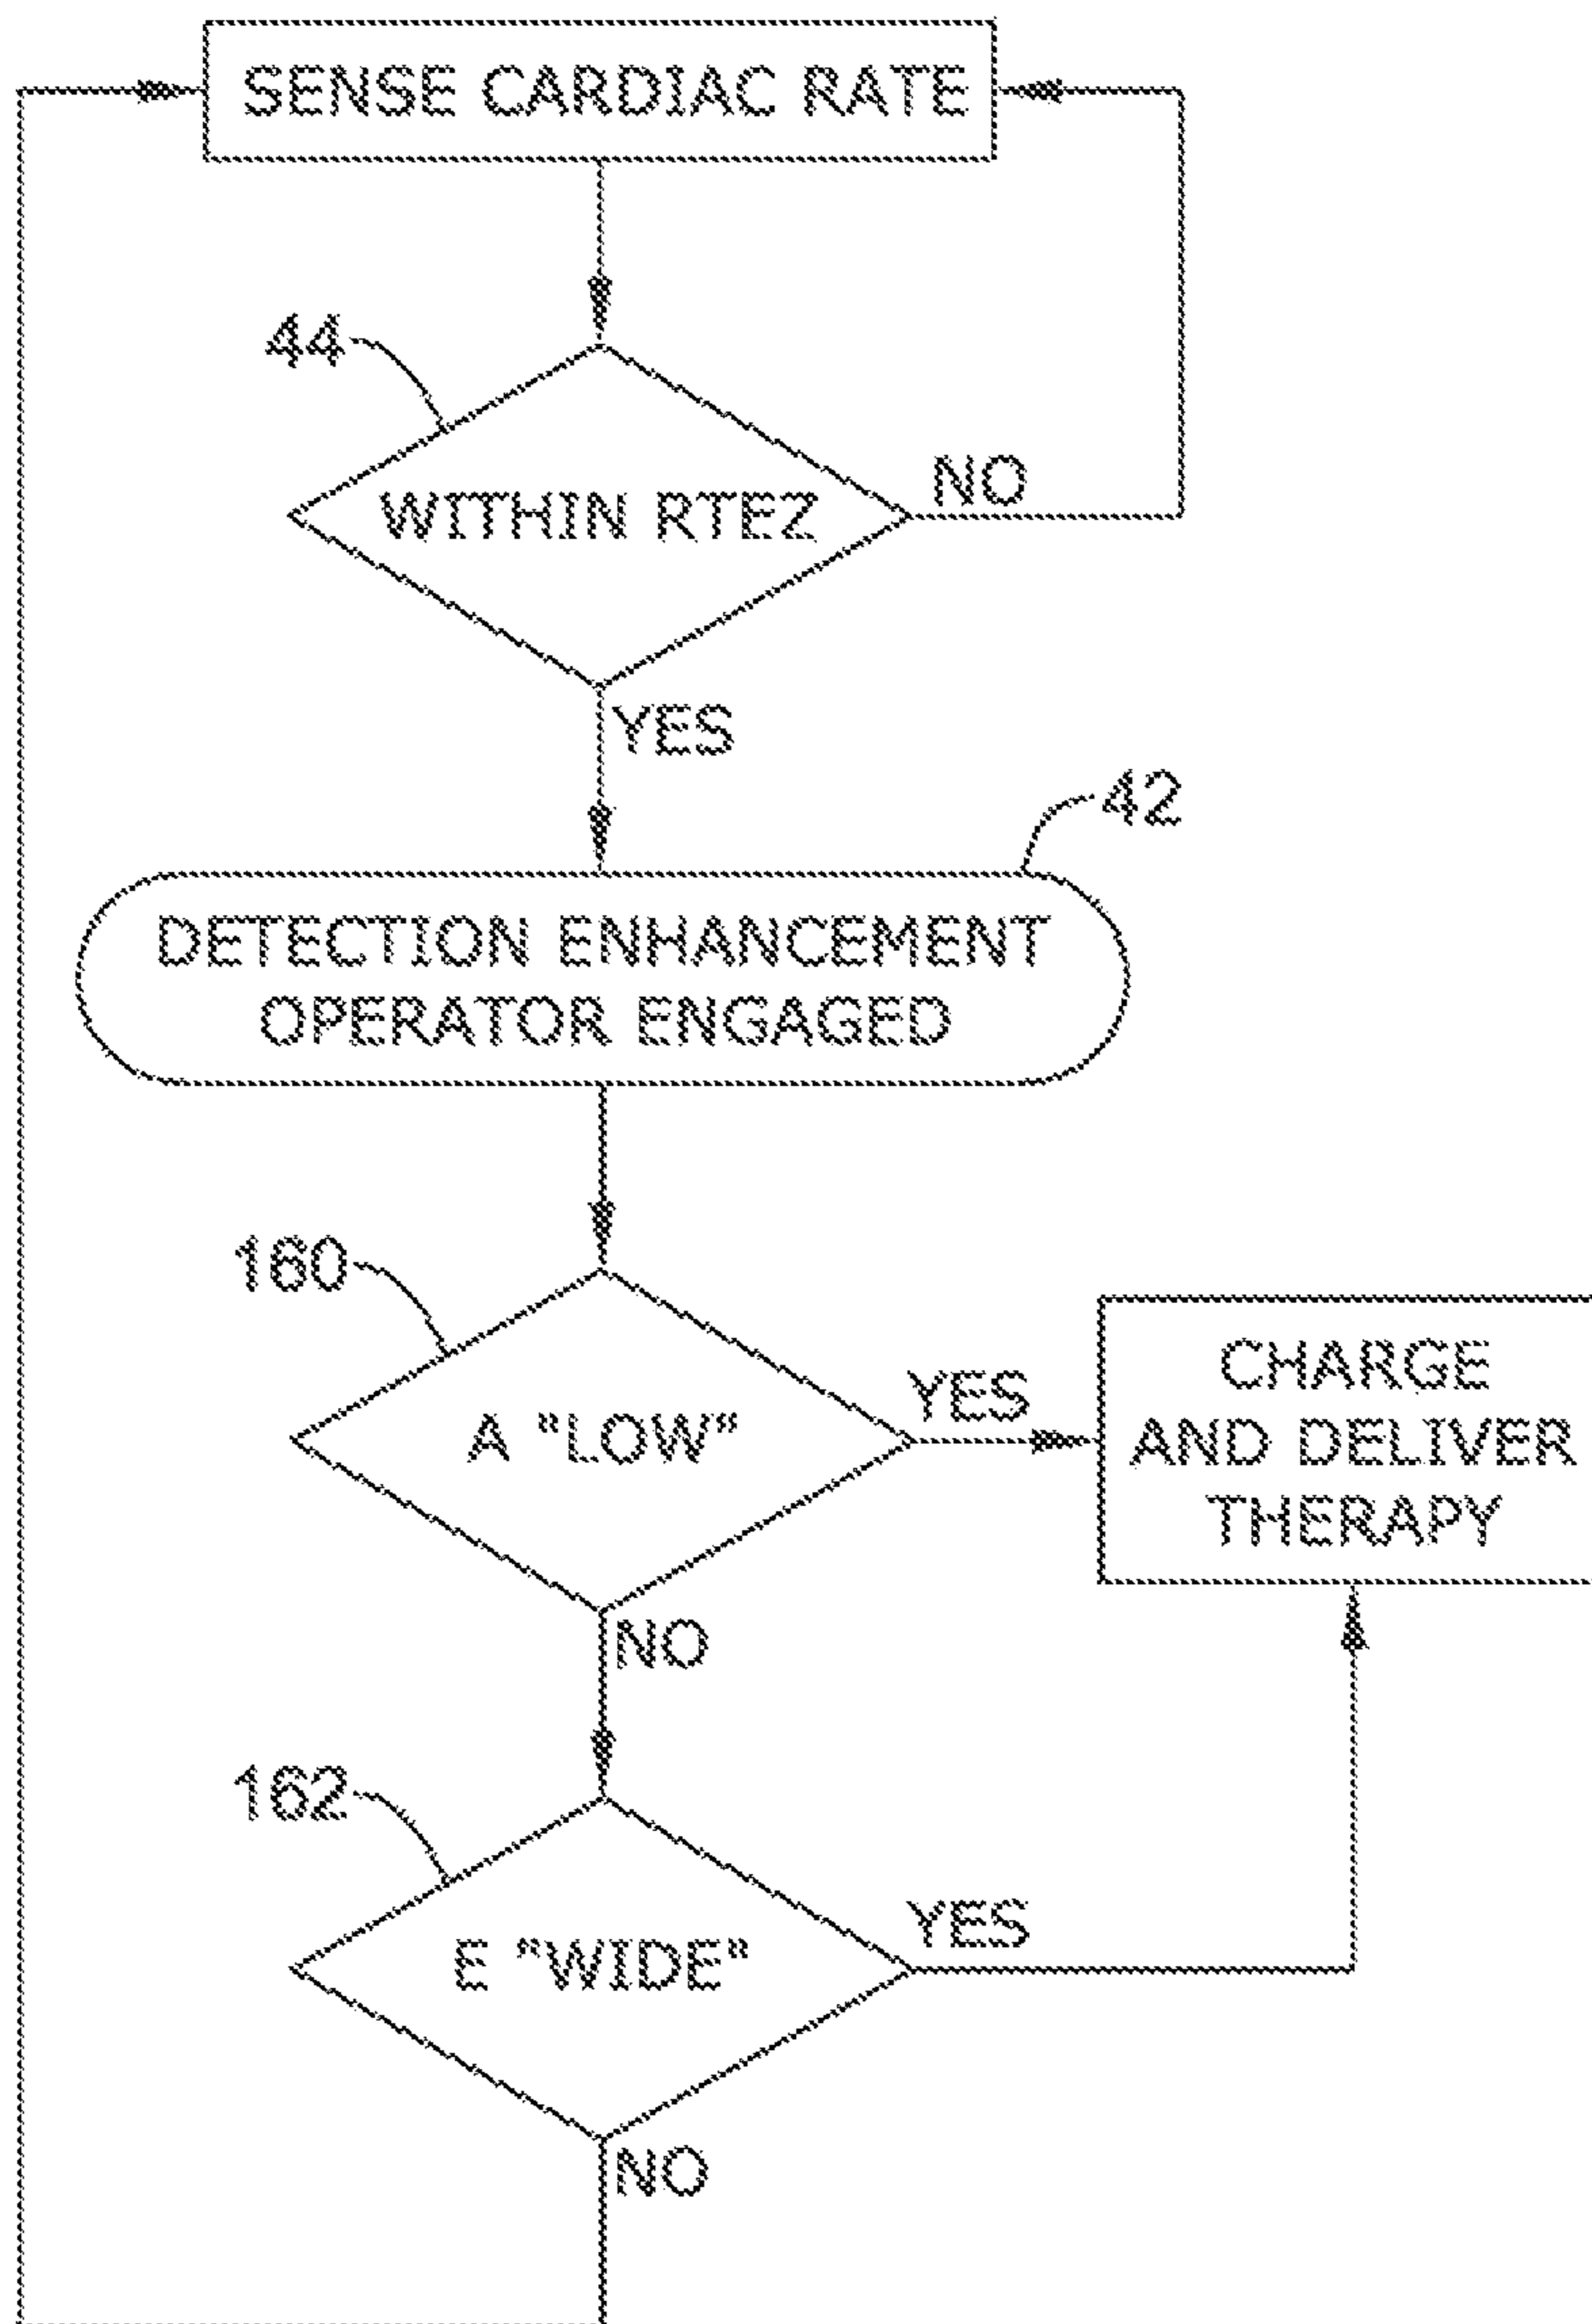 SENSE CARDIAC RATE
44
WITHIN RTEZ
NO
YES
42
DETECTION ENHANCEMENT
OPERATOR ENGAGED
160
A "LOW"
YES
CHARGE
AND DELIVER
THERAPY
NO
162
E "WIDE"
YES
NO